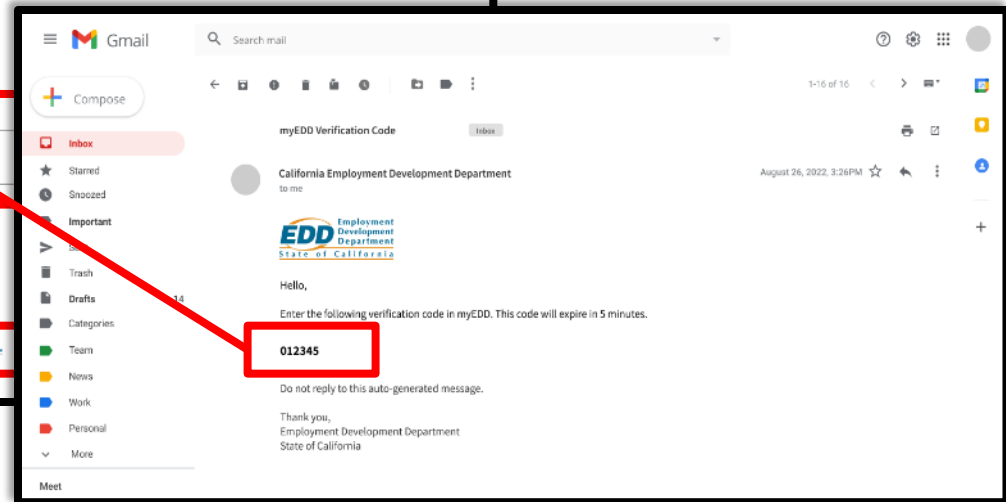 Gmail
Search mail
Compose
1-16 of 16
myEDD Verification Code
Inbox
Inbox
California Employment Development Department
August 26, 2022, 3:26PM
to me
Starred
Snoozed
Important
Trash
Drafts
14
Categories
Team
News
Work
Personal
More
Meet
EDD
Employment
Development
Department
State of California
Hello,
Enter the following verification code in myEDD. This code will expire in 5 minutes.
012345
Do not reply to this auto-generated message.
Thank you,
Employment Development Department
State of California